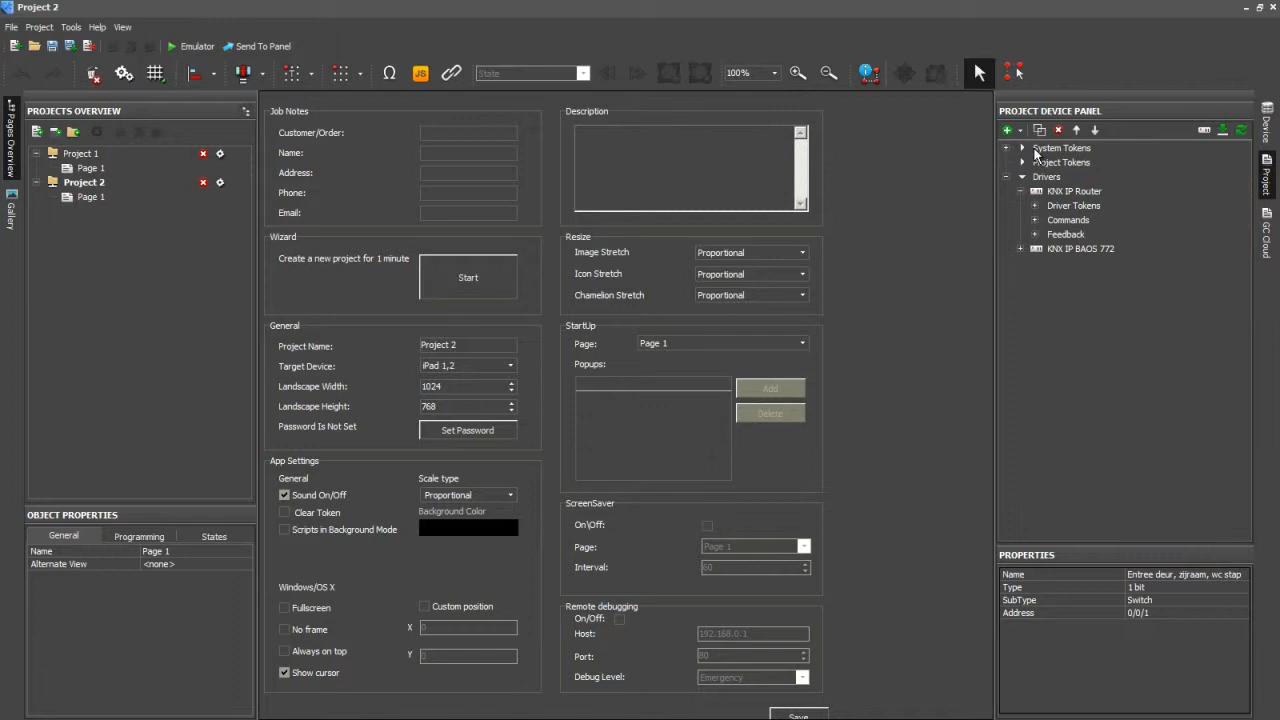 Project 2
File Project Tools Help View
Emulator Send To Panel
Ω JS State 100%
PROJECTS OVERVIEW
Project 1
Page 1
Project 2
Page 1
Pages Overview
Gallery
OBJECT PROPERTIES
General Programming States
Name Page 1
Alternate View <none>
Job Notes
Customer/Order:
Name:
Address:
Phone:
Email:
Wizard
Create a new project for 1 minute
Start
General
Project Name: Project 2
Target Device: iPad 1,2
Landscape Width: 1024
Landscape Height: 768
Password Is Not Set Set Password
App Settings
General Scale type
Sound On/Off Proportional
Clear Token Background Color
Scripts in Background Mode
Windows/OS X
Fullscreen Custom position
No frame X 0
Always on top
Y 0
Show cursor
Description
Resize
Image Stretch Proportional
Icon Stretch Proportional
Chamelion Stretch Proportional
StartUp
Page: Page 1
Popups:
Add
Delete
ScreenSaver
On\Off:
Page: Page 1
Interval: 60
Remote debugging
On/Off:
Host: 192.168.0.1
Port: 80
Debug Level: Emergency
Save
PROJECT DEVICE PANEL
System Tokens
Project Tokens
Drivers
KNX IP Router
Driver Tokens
Commands
Feedback
KNX IP BAOS 772
Device
Project
GC Cloud
PROPERTIES
Name Entree deur, zijraam, wc stap
Type 1 bit
SubType Switch
Address 0/0/1